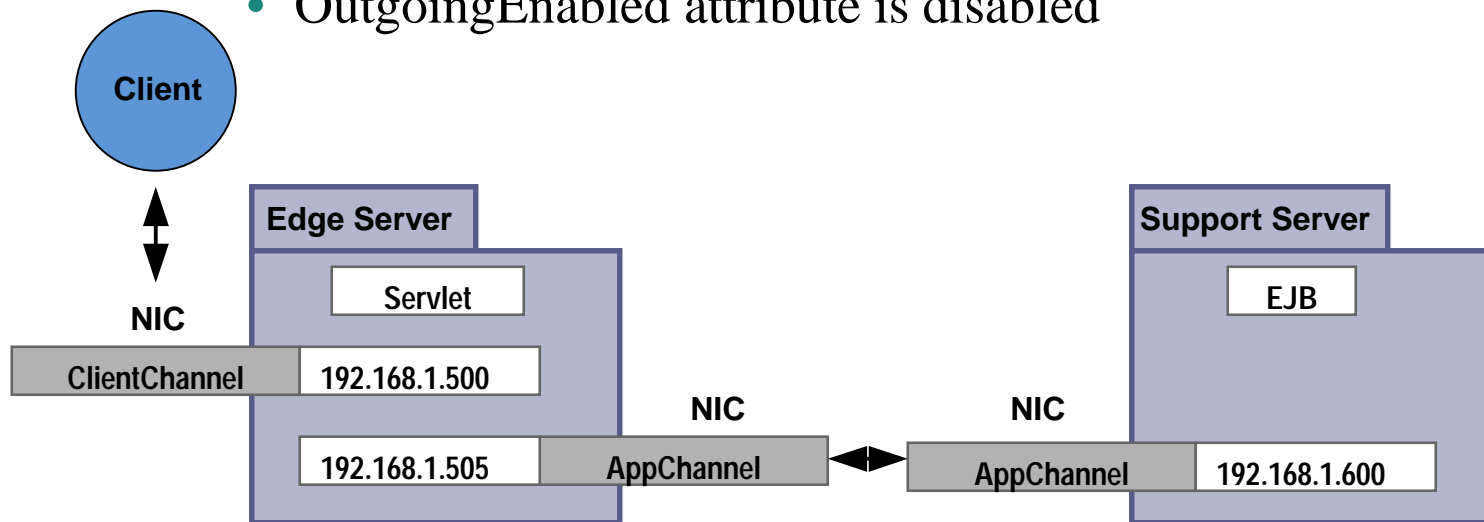 • OutgoingEnabled attribute is disabled
Client
Edge Server
Support Server
Servlet
EJB
NIC
ClientChannel
192.168.1.500
NIC
NIC
192.168.1.505
AppChannel
AppChannel
192.168.1.600